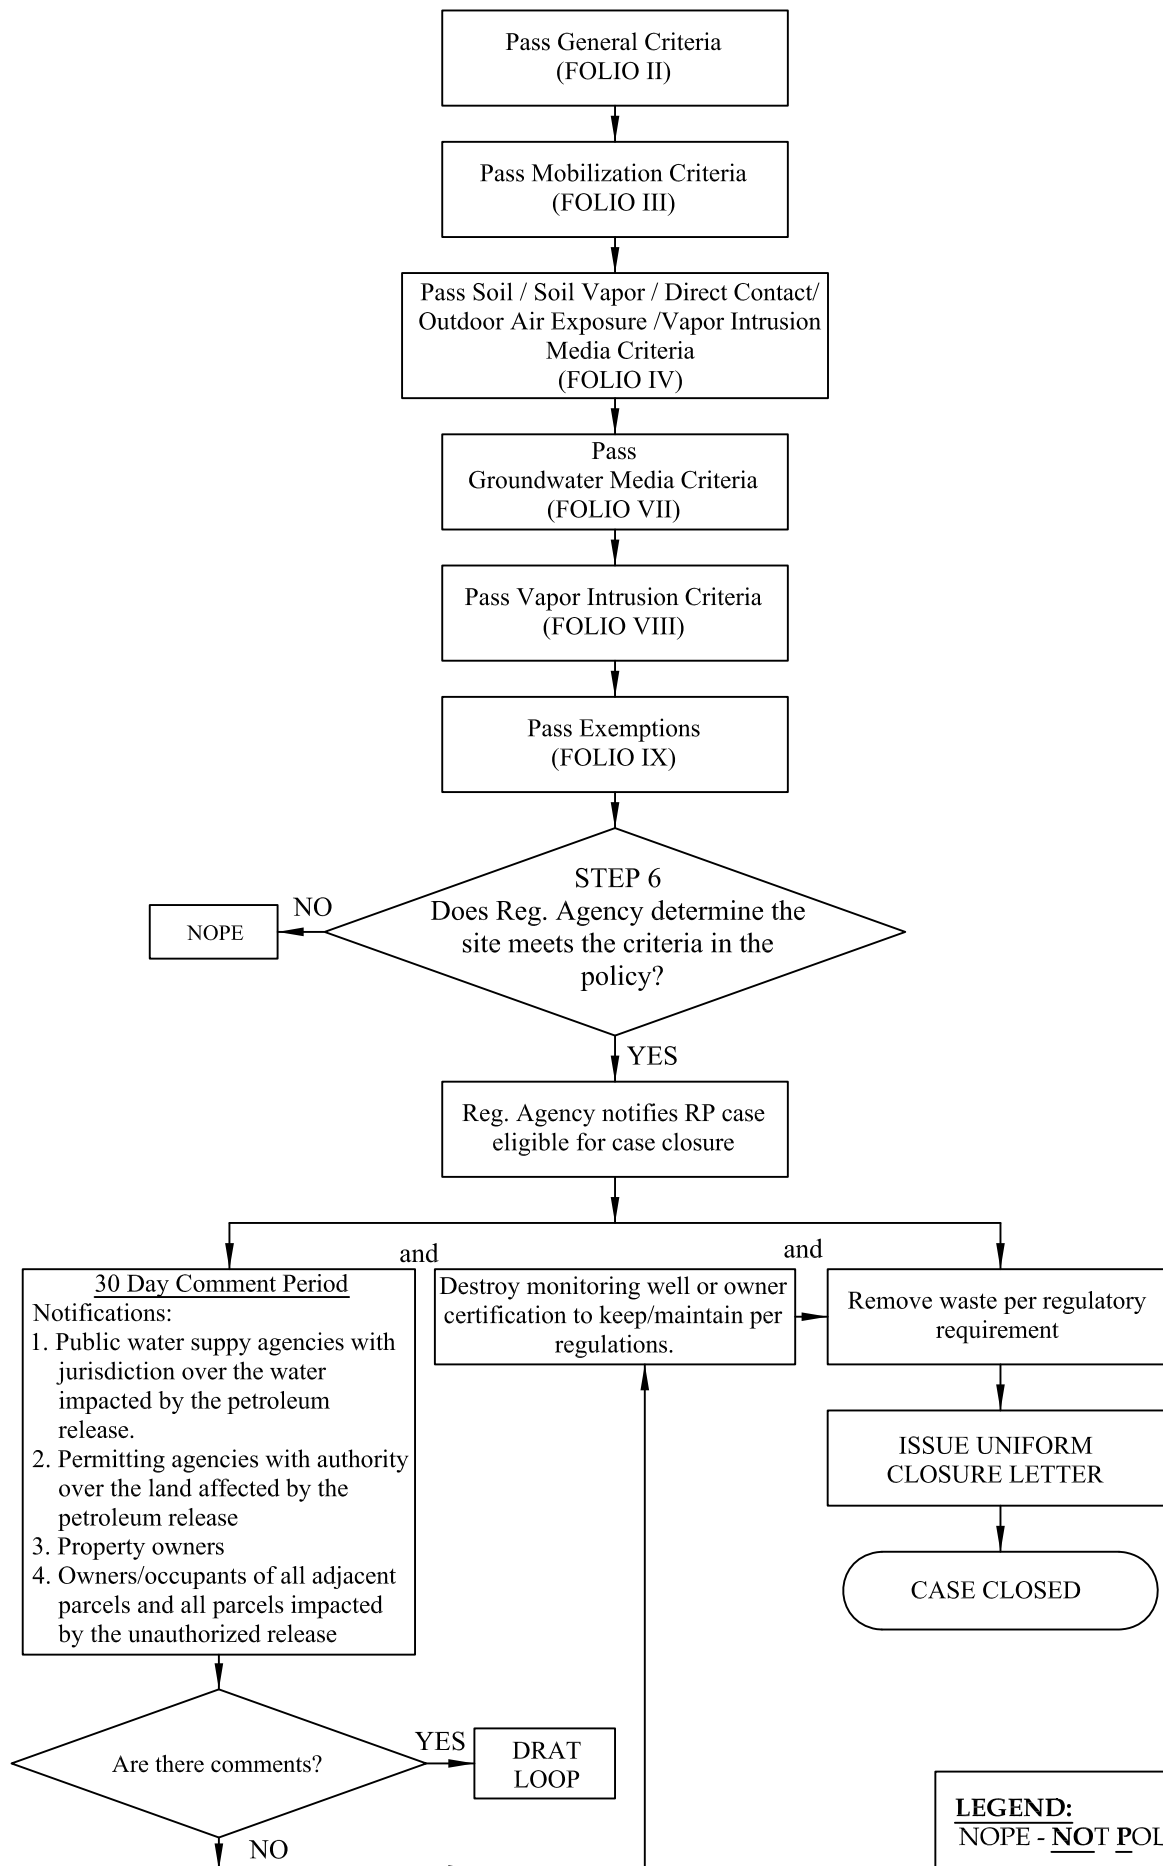 Pass General Criteria
(FOLIO II)
Pass Mobilization Criteria
(FOLIO III)
Pass Soil / Soil Vapor / Direct Contact/
Outdoor Air Exposure /Vapor Intrusion
Media Criteria
(FOLIO IV)
Pass
Groundwater Media Criteria
(FOLIO VII)
Pass Vapor Intrusion Criteria
(FOLIO VIII)
Pass Exemptions
(FOLIO IX)
STEP 6
Does Reg. Agency determine the
site meets the criteria in the
policy?
NO
NOPE
YES
Reg. Agency notifies RP case
eligible for case closure
and
and
30 Day Comment Period
Notifications:
1. Public water suppy agencies with
jurisdiction over the water
impacted by the petroleum
release.
2. Permitting agencies with authority
over the land affected by the
petroleum release
3. Property owners
4. Owners/occupants of all adjacent
parcels and all parcels impacted
by the unauthorized release
Destroy monitoring well or owner
certification to keep/maintain per
regulations.
Remove waste per regulatory
requirement
ISSUE UNIFORM
CLOSURE LETTER
CASE CLOSED
Are there comments?
YES
DRAT
LOOP
NO
LEGEND:
NOPE - NOT POL